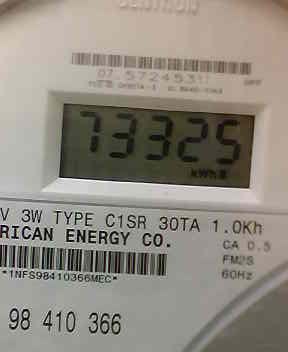 CENTRON
73325
kWh
V 3W TYPE C1SR 30TA 1.0Kh
RICAN ENERGY CO.
CA 0.5
FM2S
60Hz
*1NFS98410366MEC*
98 410 366